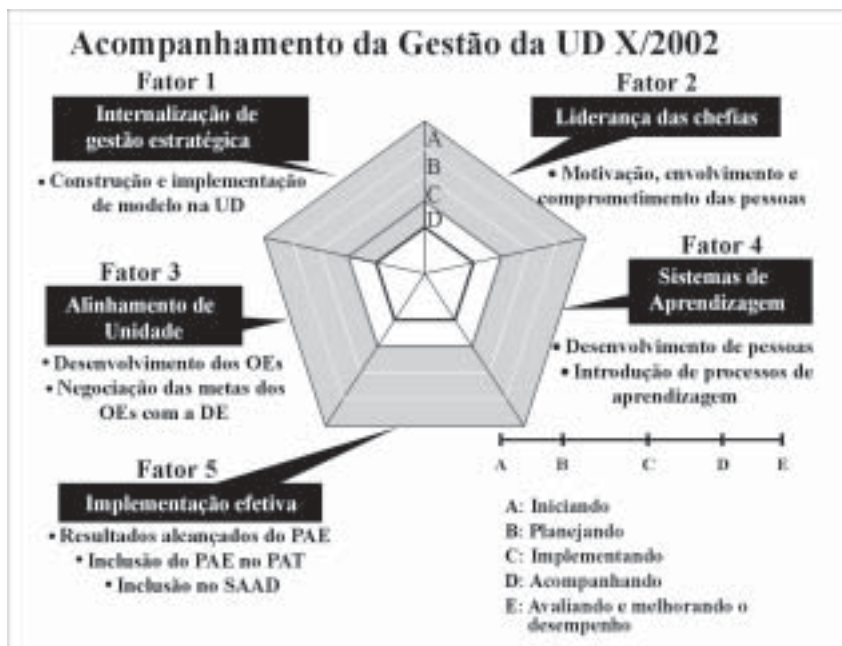 Acompanhamento da Gestão da UD X/2002
Fator 1
Internalização de
gestão estratégica
• Construção e implementação
de modelo na UD
Fator 2
Liderança das chefias
• Motivação, envolvimento e
comprometimento das pessoas
A
B
C
D
Fator 3
Alinhamento de
Unidade
• Desenvolvimento dos OEs
• Negociação das metas dos
OEs com a DE
Fator 4
Sistemas de
Aprendizagem
• Desenvolvimento de pessoas
• Introdução de processos de
aprendizagem
Fator 5
Implementação efetiva
• Resultados alcançados do PAE
• Inclusão do PAE no PAT
• Inclusão no SAAD
A B C D E
A: Iniciando
B: Planejando
C: Implementando
D: Acompanhando
E: Avaliando e melhorando o
desempenho